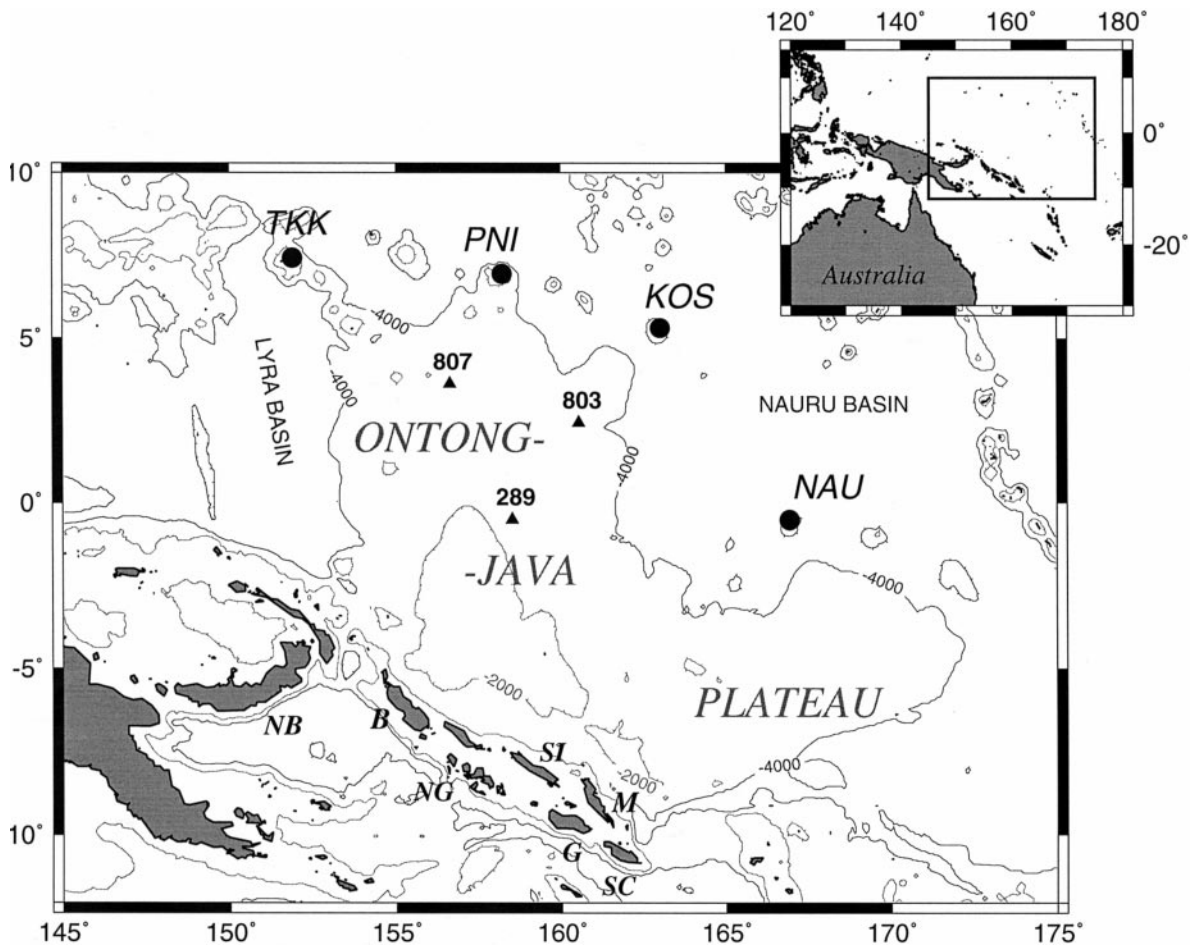 120° 140° 160° 180°
0°
-20°
Australia
10°
5°
0°
-5°
10°
TKK
PNI
KOS
NAU
-4000
-4000
-4000
-4000
-4000
-2000
-2000
LYRA BASIN
807
803
289
NAURU BASIN
ONTONG-
-JAVA
PLATEAU
NB
B
NG
SI
M
G
SC
145° 150° 155° 160° 165° 170° 175°